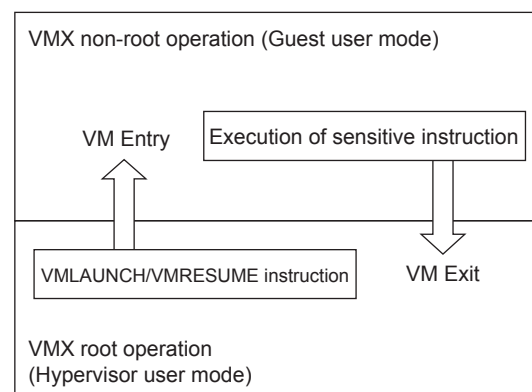 VMX non-root operation (Guest user mode)
Execution of sensitive instruction
VM Entry
VMLAUNCH/VMRESUME instruction
VM Exit
VMX root operation
(Hypervisor user mode)